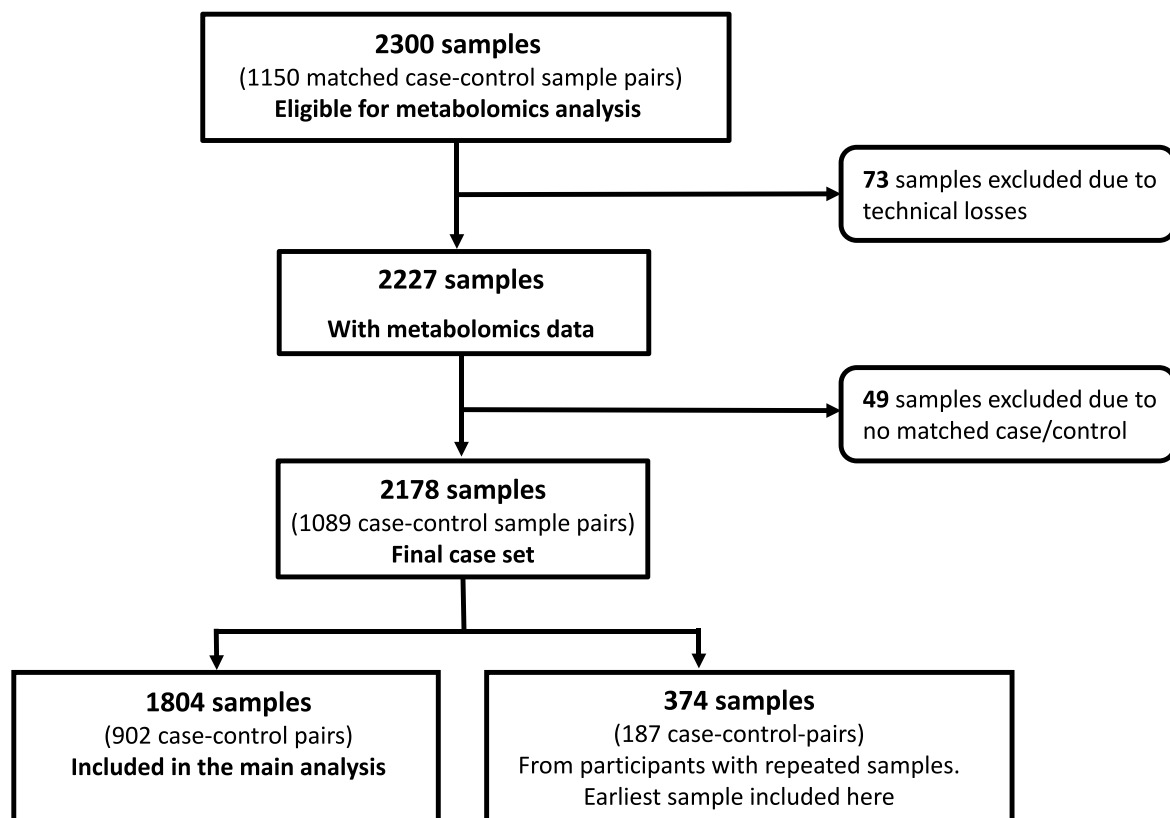 2300 samples
(1150 matched case-control sample pairs)
Eligible for metabolomics analysis
73 samples excluded due to
technical losses
2227 samples
With metabolomics data
49 samples excluded due to
no matched case/control
2178 samples
(1089 case-control sample pairs)
Final case set
1804 samples
(902 case-control pairs)
Included in the main analysis
374 samples
(187 case-control-pairs)
From participants with repeated samples.
Earliest sample included here